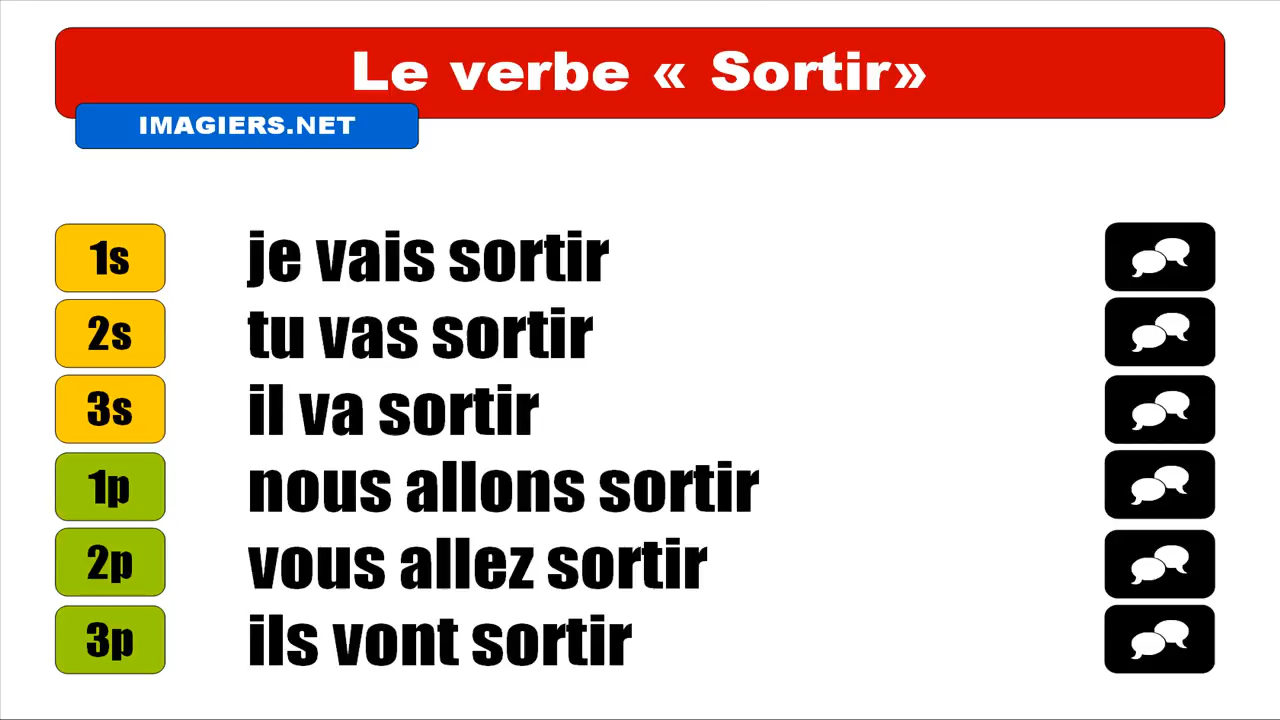 Le verbe « Sortir»
IMAGIERS.NET
1s je vais sortir
2s tu vas sortir
3s il va sortir
1p nous allons sortir
2p vous allez sortir
3p ils vont sortir